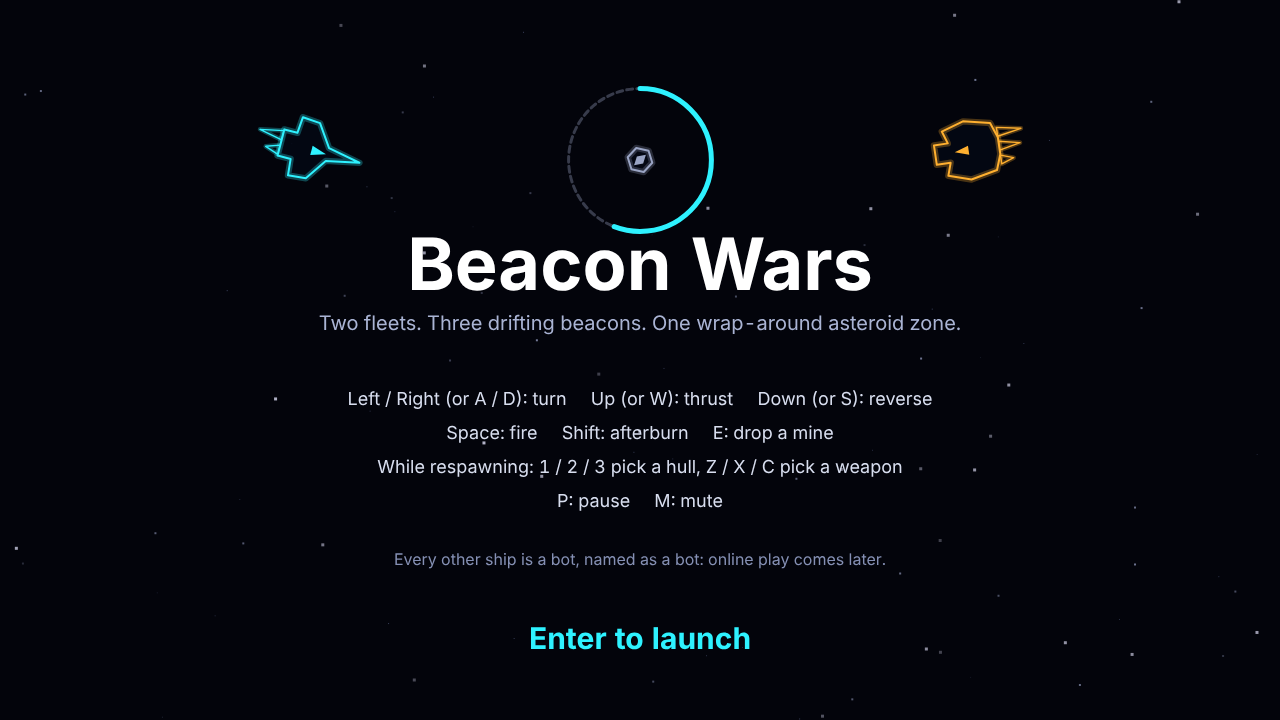 Beacon Wars
Two fleets. Three drifting beacons. One wrap-around asteroid zone.
Left / Right (or A / D): turn Up (or W): thrust Down (or S): reverse
Space: fire Shift: afterburn E: drop a mine
While respawning: 1 / 2 / 3 pick a hull, Z / X / C pick a weapon
P: pause M: mute
Every other ship is a bot, named as a bot: online play comes later.
Enter to launch